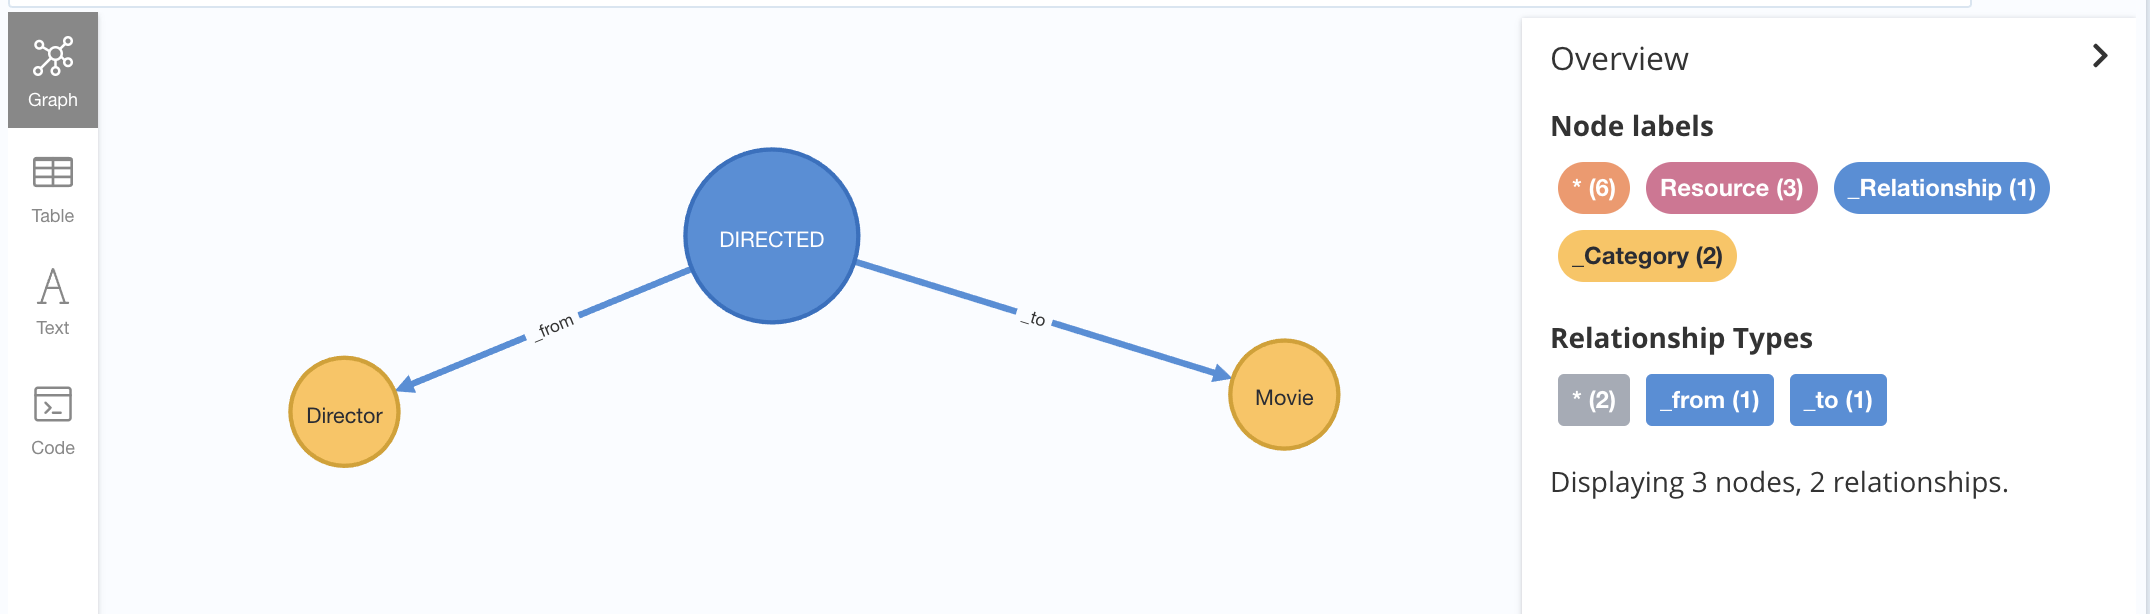 Graph
Table
Text
Code
DIRECTED
_from
_to
Director
Movie
Overview
Node labels
* (6) Resource (3) _Relationship (1)
_Category (2)
Relationship Types
* (2) _from (1) _to (1)
Displaying 3 nodes, 2 relationships.